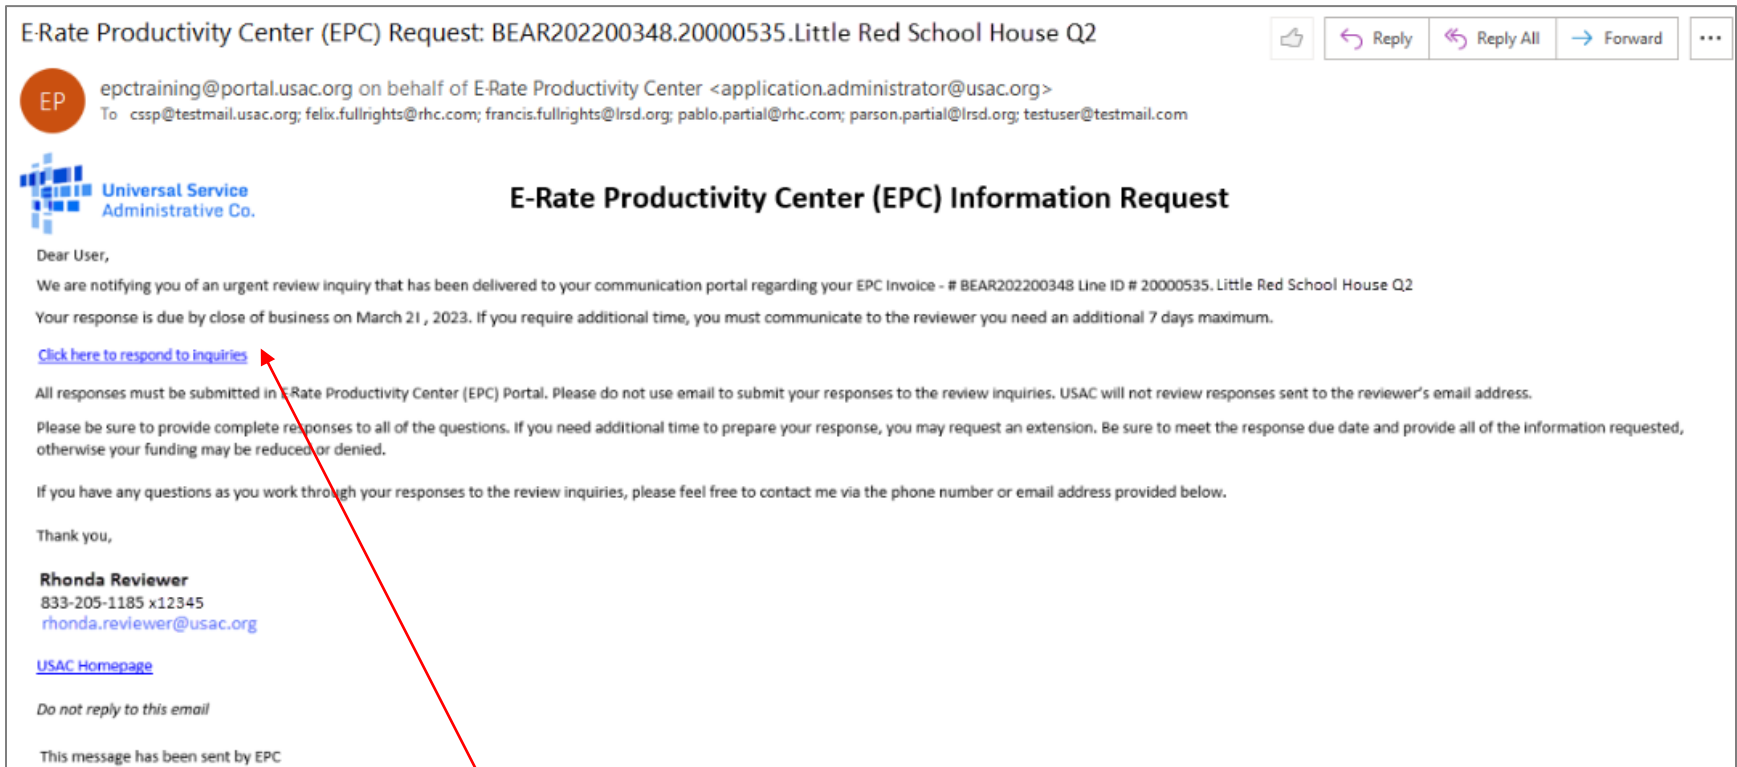 E-Rate Productivity Center (EPC) Request: BEAR202200348.20000535.Little Red School House Q2
Reply
Reply All
Forward
EP
epctraining@portal.usac.org on behalf of E-Rate Productivity Center <application.administrator@usac.org>
To cssp@testmail.usac.org; felix.fullrights@rhc.com; francis.fullrights@lrsd.org; pablo.partial@rhc.com; parson.partial@lrsd.org; testuser@testmail.com
Universal Service
Administrative Co.
E-Rate Productivity Center (EPC) Information Request
Dear User,
We are notifying you of an urgent review inquiry that has been delivered to your communication portal regarding your EPC Invoice - # BEAR202200348 Line ID # 20000535. Little Red School House Q2
Your response is due by close of business on March 21 , 2023. If you require additional time, you must communicate to the reviewer you need an additional 7 days maximum.
Click here to respond to inquiries
All responses must be submitted in E-Rate Productivity Center (EPC) Portal. Please do not use email to submit your responses to the review inquiries. USAC will not review responses sent to the reviewer's email address.
Please be sure to provide complete responses to all of the questions. If you need additional time to prepare your response, you may request an extension. Be sure to meet the response due date and provide all of the information requested,
otherwise your funding may be reduced or denied.
If you have any questions as you work through your responses to the review inquiries, please feel free to contact me via the phone number or email address provided below.
Thank you,
Rhonda Reviewer
833-205-1185 x12345
rhonda.reviewer@usac.org
USAC Homepage
Do not reply to this email
This message has been sent by EPC